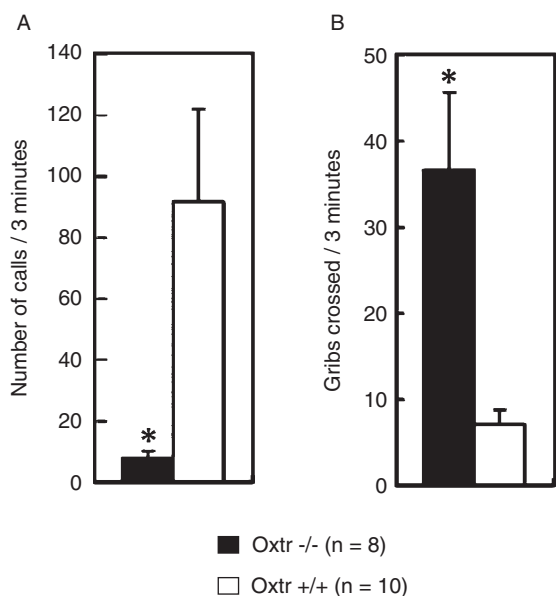 A
Number of calls / 3 minutes
140
120
100
80
60
40
20
0
*
B
Gribs crossed / 3 minutes
50
40
30
20
10
0
*
Oxtr -/- (n = 8)
Oxtr +/+ (n = 10)